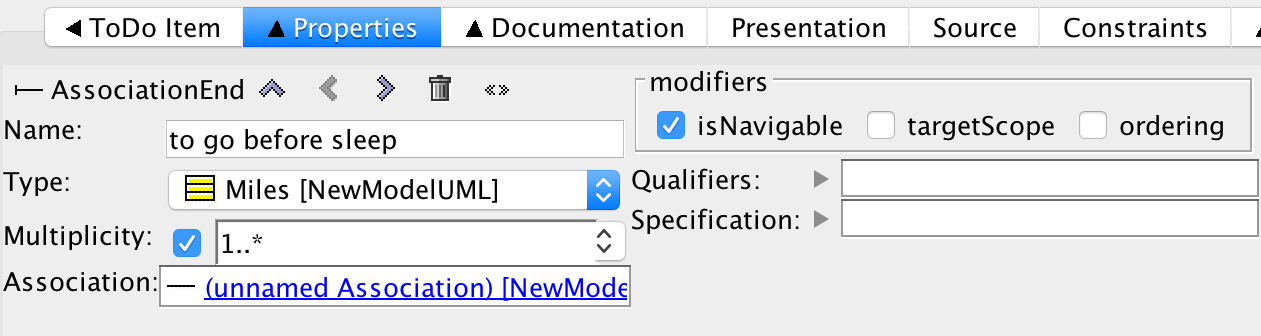 ToDo Item Properties Documentation Presentation Source Constraints
AssociationEnd
Name: to go before sleep
Type: Miles [NewModelUML]
Multiplicity: 1..*
Association: (unnamed Association) [NewMode
modifiers
isNavigable targetScope ordering
Qualifiers:
Specification: